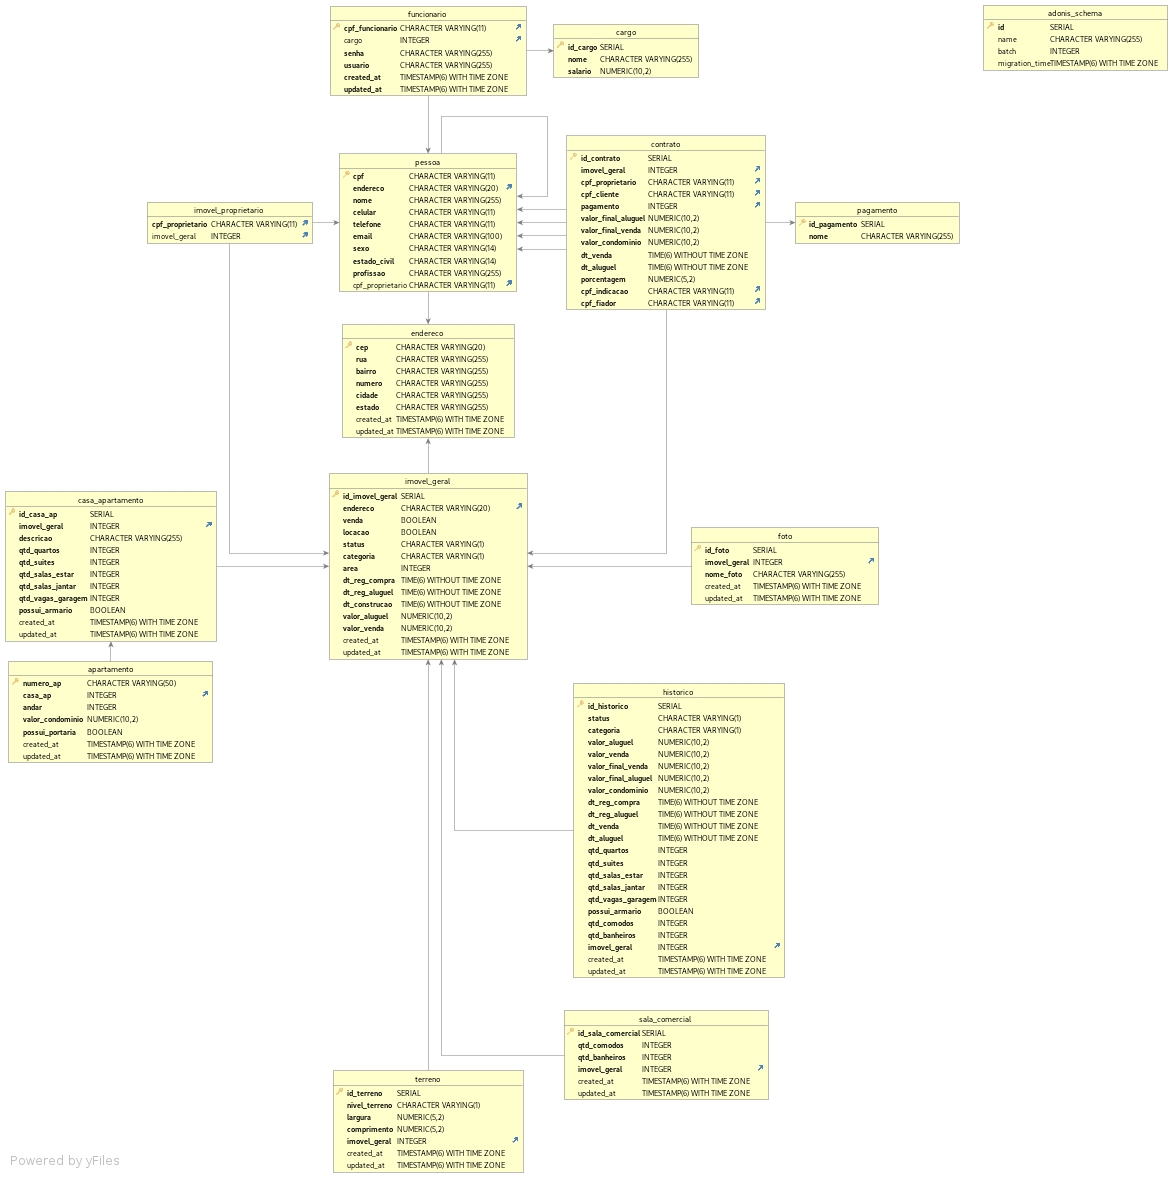 funcionario
cpf_funcionario CHARACTER VARYING(11)
cargo INTEGER
senha CHARACTER VARYING(255)
usuario CHARACTER VARYING(255)
created_at TIMESTAMP(6) WITH TIME ZONE
updated_at TIMESTAMP(6) WITH TIME ZONE
cargo
id_cargo SERIAL
nome CHARACTER VARYING(255)
salario NUMERIC(10,2)
adonis_schema
id SERIAL
name CHARACTER VARYING(255)
batch INTEGER
migration_time TIMESTAMP(6) WITH TIME ZONE
pessoa
cpf CHARACTER VARYING(11)
endereco CHARACTER VARYING(20)
nome CHARACTER VARYING(255)
celular CHARACTER VARYING(11)
telefone CHARACTER VARYING(11)
email CHARACTER VARYING(100)
sexo CHARACTER VARYING(14)
estado_civil CHARACTER VARYING(14)
profissao CHARACTER VARYING(255)
cpf_proprietario CHARACTER VARYING(11)
contrato
id_contrato SERIAL
imovel_geral INTEGER
cpf_proprietario CHARACTER VARYING(11)
cpf_cliente CHARACTER VARYING(11)
pagamento INTEGER
valor_final_aluguel NUMERIC(10,2)
valor_final_venda NUMERIC(10,2)
valor_condominio NUMERIC(10,2)
dt_venda TIME(6) WITHOUT TIME ZONE
dt_aluguel TIME(6) WITHOUT TIME ZONE
porcentagem NUMERIC(5,2)
cpf_indicacao CHARACTER VARYING(11)
cpf_fiador CHARACTER VARYING(11)
imovel_proprietario
cpf_proprietario CHARACTER VARYING(11)
imovel_geral INTEGER
pagamento
id_pagamento SERIAL
nome CHARACTER VARYING(255)
endereco
cep CHARACTER VARYING(20)
rua CHARACTER VARYING(255)
bairro CHARACTER VARYING(255)
numero CHARACTER VARYING(255)
cidade CHARACTER VARYING(255)
estado CHARACTER VARYING(255)
created_at TIMESTAMP(6) WITH TIME ZONE
updated_at TIMESTAMP(6) WITH TIME ZONE
imovel_geral
id_imovel_geral SERIAL
endereco CHARACTER VARYING(20)
venda BOOLEAN
locacao BOOLEAN
status CHARACTER VARYING(1)
categoria CHARACTER VARYING(1)
area INTEGER
dt_reg_compra TIME(6) WITHOUT TIME ZONE
dt_reg_aluguel TIME(6) WITHOUT TIME ZONE
dt_construcao TIME(6) WITHOUT TIME ZONE
valor_aluguel NUMERIC(10,2)
valor_venda NUMERIC(10,2)
created_at TIMESTAMP(6) WITH TIME ZONE
updated_at TIMESTAMP(6) WITH TIME ZONE
casa_apartamento
id_casa_ap SERIAL
imovel_geral INTEGER
descricao CHARACTER VARYING(255)
qtd_quartos INTEGER
qtd_suites INTEGER
qtd_salas_estar INTEGER
qtd_salas_jantar INTEGER
qtd_vagas_garagem INTEGER
possui_armario BOOLEAN
created_at TIMESTAMP(6) WITH TIME ZONE
updated_at TIMESTAMP(6) WITH TIME ZONE
foto
id_foto SERIAL
imovel_geral INTEGER
nome_foto CHARACTER VARYING(255)
created_at TIMESTAMP(6) WITH TIME ZONE
updated_at TIMESTAMP(6) WITH TIME ZONE
apartamento
numero_ap CHARACTER VARYING(50)
casa_ap INTEGER
andar INTEGER
valor_condominio NUMERIC(10,2)
possui_portaria BOOLEAN
created_at TIMESTAMP(6) WITH TIME ZONE
updated_at TIMESTAMP(6) WITH TIME ZONE
historico
id_historico SERIAL
status CHARACTER VARYING(1)
categoria CHARACTER VARYING(1)
valor_aluguel NUMERIC(10,2)
valor_venda NUMERIC(10,2)
valor_final_venda NUMERIC(10,2)
valor_final_aluguel NUMERIC(10,2)
valor_condominio NUMERIC(10,2)
dt_reg_compra TIME(6) WITHOUT TIME ZONE
dt_reg_aluguel TIME(6) WITHOUT TIME ZONE
dt_venda TIME(6) WITHOUT TIME ZONE
dt_aluguel TIME(6) WITHOUT TIME ZONE
qtd_quartos INTEGER
qtd_suites INTEGER
qtd_salas_estar INTEGER
qtd_salas_jantar INTEGER
qtd_vagas_garagem INTEGER
possui_armario BOOLEAN
qtd_comodos INTEGER
qtd_banheiros INTEGER
imovel_geral INTEGER
created_at TIMESTAMP(6) WITH TIME ZONE
updated_at TIMESTAMP(6) WITH TIME ZONE
sala_comercial
id_sala_comercial SERIAL
qtd_comodos INTEGER
qtd_banheiros INTEGER
imovel_geral INTEGER
created_at TIMESTAMP(6) WITH TIME ZONE
updated_at TIMESTAMP(6) WITH TIME ZONE
terreno
id_terreno SERIAL
nivel_terreno CHARACTER VARYING(1)
largura NUMERIC(5,2)
comprimento NUMERIC(5,2)
imovel_geral INTEGER
created_at TIMESTAMP(6) WITH TIME ZONE
updated_at TIMESTAMP(6) WITH TIME ZONE
Powered by yFiles